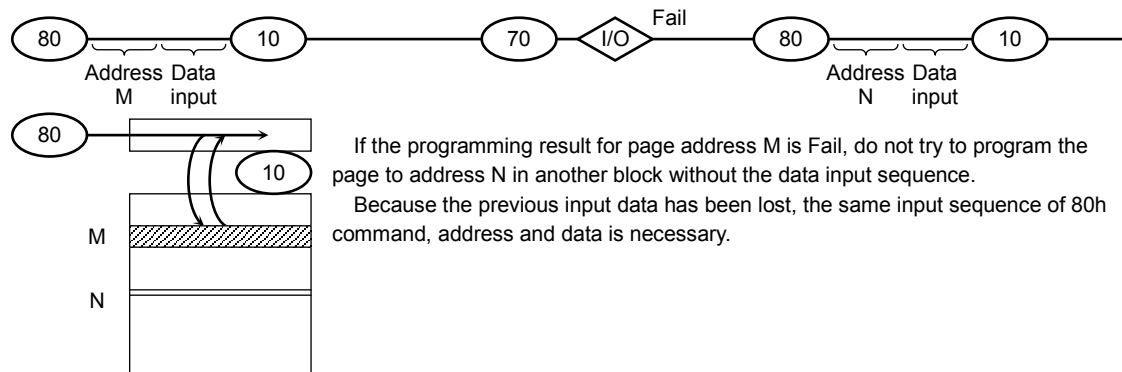 Fail
80 10 70 I/O 80 10
Address Data Address Data
M input N input
80
If the programming result for page address M is Fail, do not try to program the
page to address N in another block without the data input sequence.
10
Because the previous input data has been lost, the same input sequence of 80h
command, address and data is necessary.
M
N